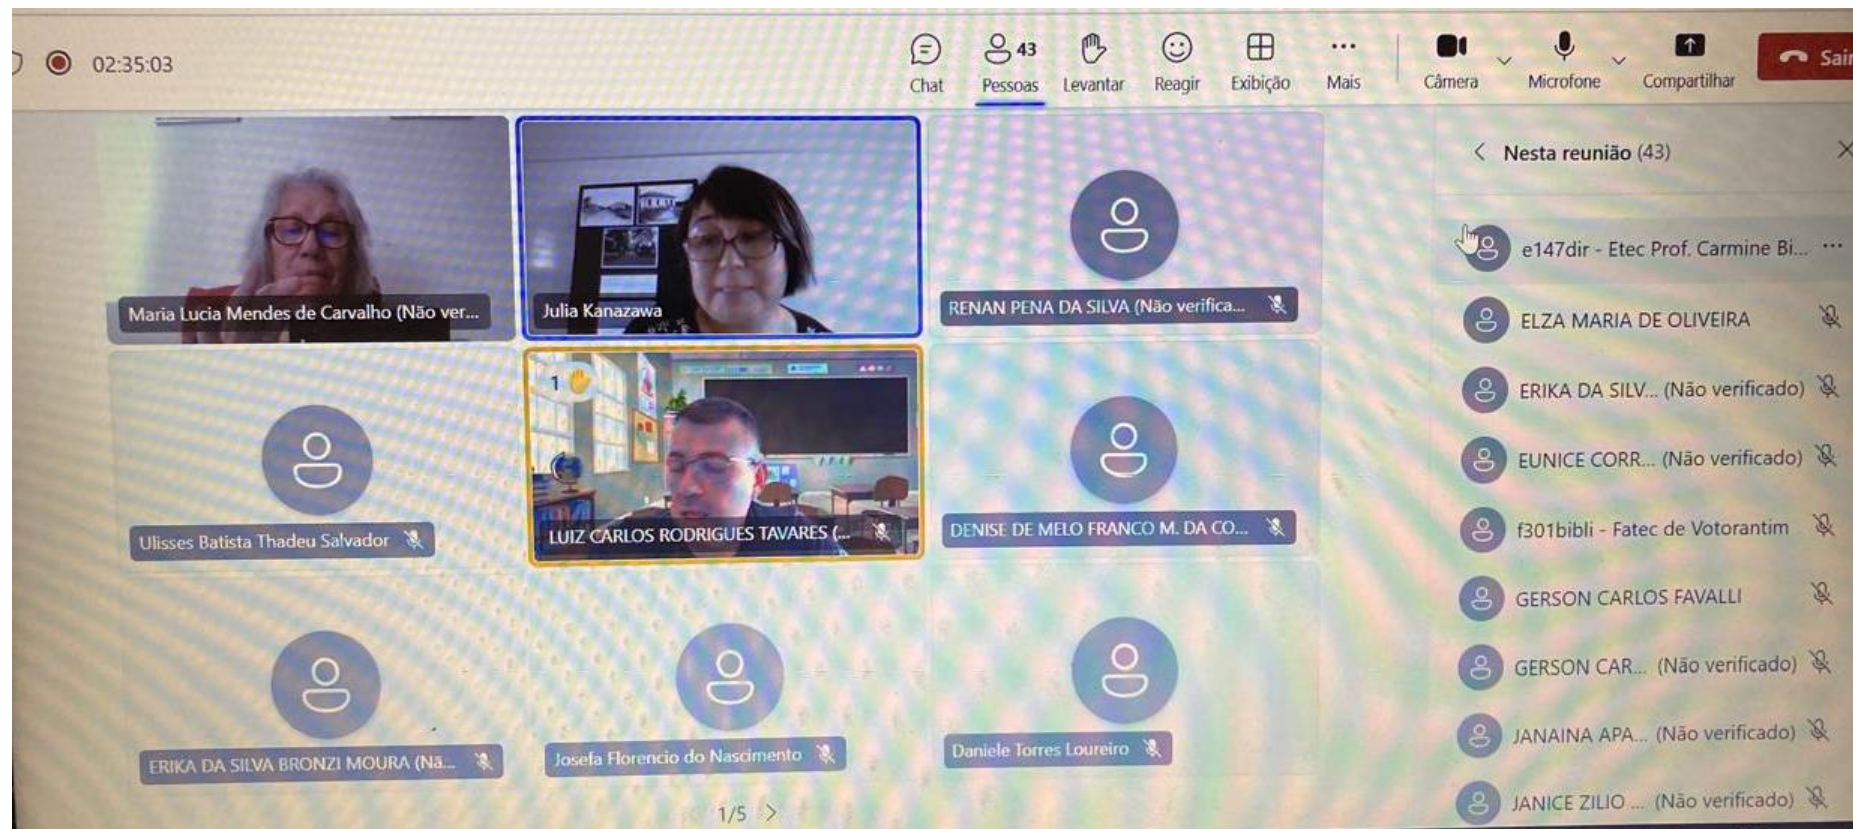 02:35:03
43
Chat
Pessoas
Levantar
Reagir
Exibição
Mais
Câmera
Microfone
Compartilhar
Sair
Maria Lucia Mendes de Carvalho (Não ver...
Julia Kanazawa
RENAN PENA DA SILVA (Não verifica...
Ulisses Batista Thadeu Salvador
1
LUIZ CARLOS RODRIGUES TAVARES (...
DENISE DE MELO FRANCO M. DA CO...
ERIKA DA SILVA BRONZI MOURA (Nã...
Josefa Florencio do Nascimento
Daniele Torres Loureiro
1/5
Nesta reunião (43)
e147dir - Etec Prof. Carmine Bi...
ELZA MARIA DE OLIVEIRA
ERIKA DA SILV... (Não verificado)
EUNICE CORR... (Não verificado)
f301bibli - Fatec de Votorantim
GERSON CARLOS FAVALLI
GERSON CAR... (Não verificado)
JANAINA APA... (Não verificado)
JANICE ZILIO ... (Não verificado)